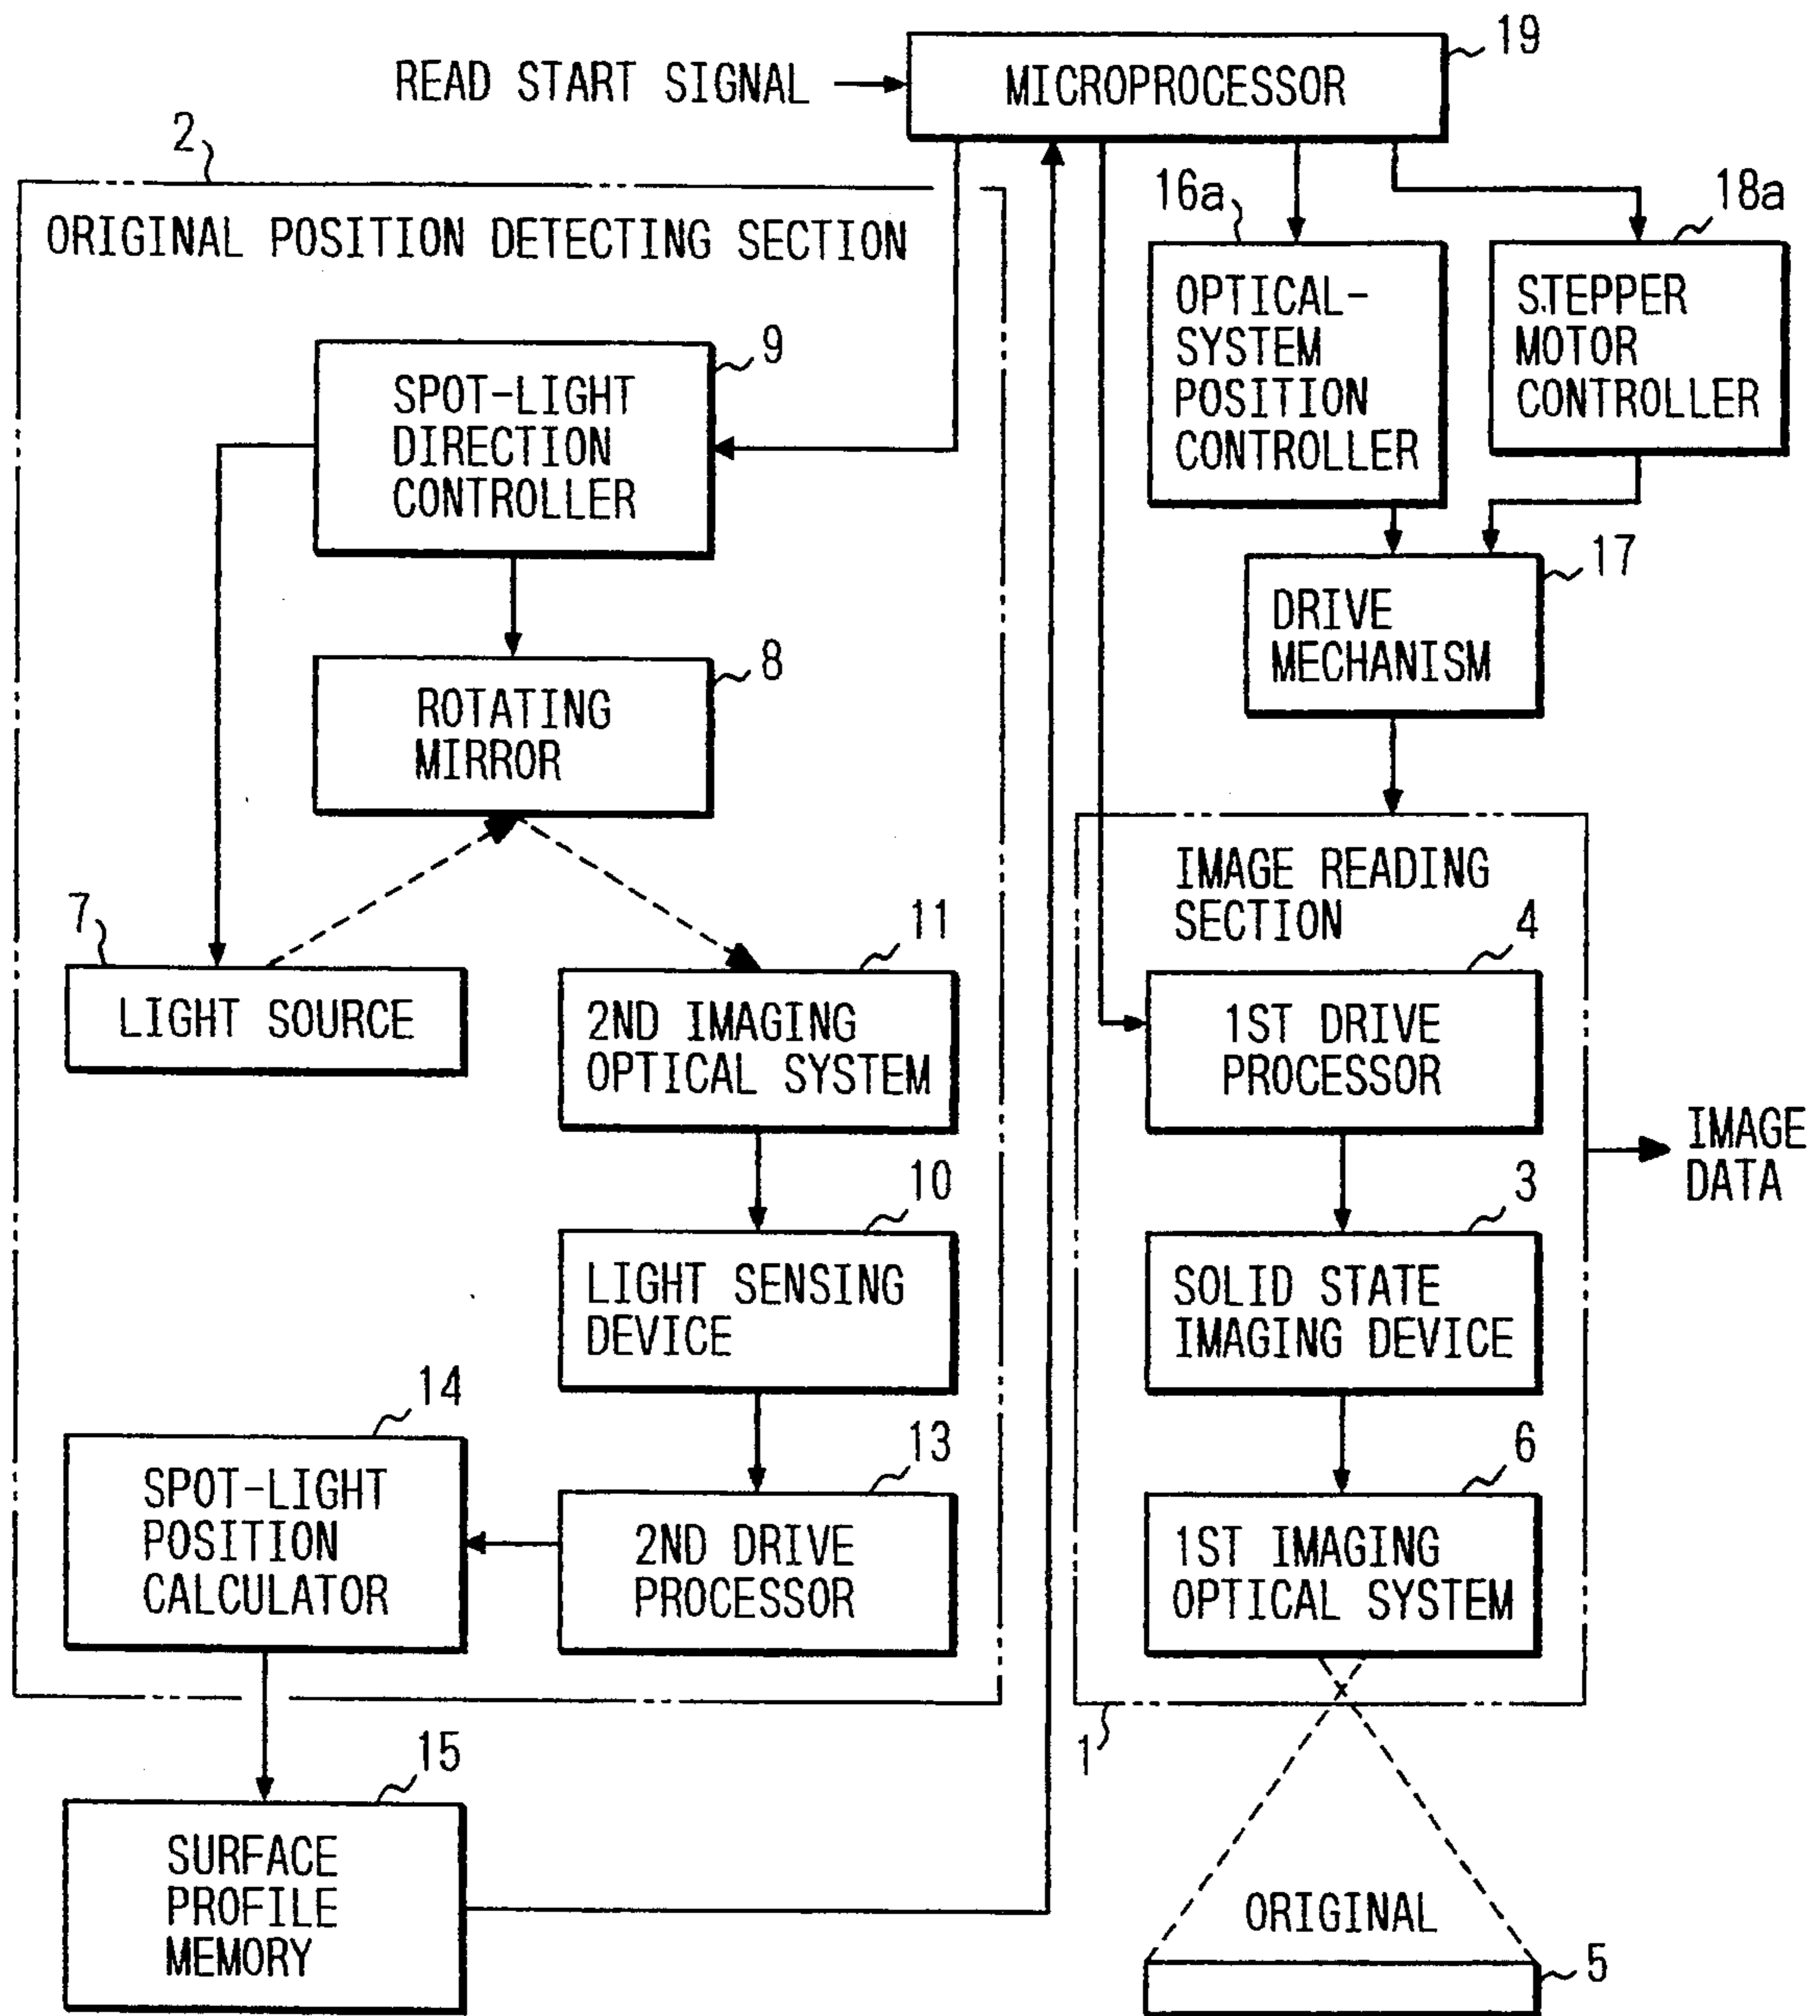 19
READ START SIGNAL
MICROPROCESSOR
2
16a
18a
ORIGINAL POSITION DETECTING SECTION
9
SPOT-LIGHT
DIRECTION
CONTROLLER
OPTICAL-
SYSTEM
POSITION
CONTROLLER
STEPPER
MOTOR
CONTROLLER
17
DRIVE
MECHANISM
8
ROTATING
MIRROR
IMAGE READING
SECTION
7
LIGHT SOURCE
11
2ND IMAGING
OPTICAL SYSTEM
4
1ST DRIVE
PROCESSOR
IMAGE
DATA
10
LIGHT SENSING
DEVICE
3
SOLID STATE
IMAGING DEVICE
14
SPOT-LIGHT
POSITION
CALCULATOR
13
2ND DRIVE
PROCESSOR
6
1ST IMAGING
OPTICAL SYSTEM
1
15
SURFACE
PROFILE
MEMORY
ORIGINAL
5